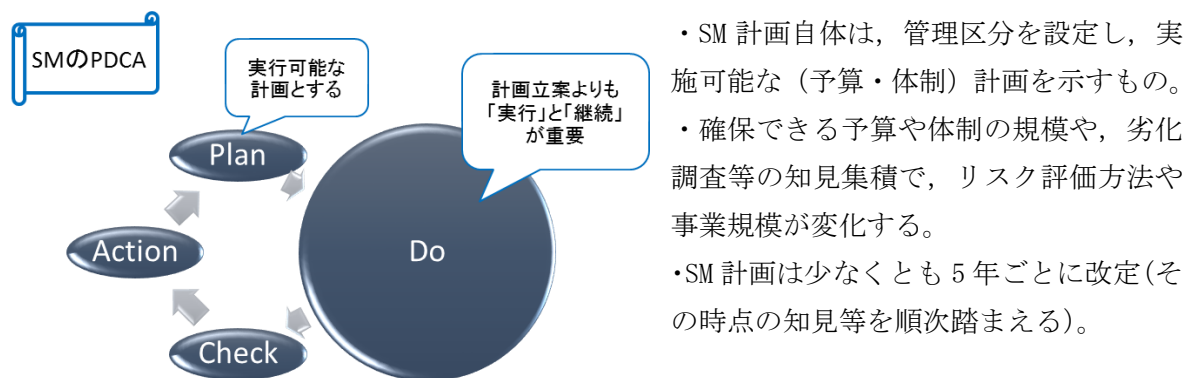 SMのPDCA
実行可能な
計画とする
計画立案よりも
「実行」と「継続」
が重要
Plan
Do
Check
Action
・SM 計画自体は，管理区分を設定し，実
施可能な（予算・体制）計画を示すもの。
・確保できる予算や体制の規模や，劣化
調査等の知見集積で，リスク評価方法や
事業規模が変化する。
・SM 計画は少なくとも 5 年ごとに改定(そ
の時点の知見等を順次踏まえる)。